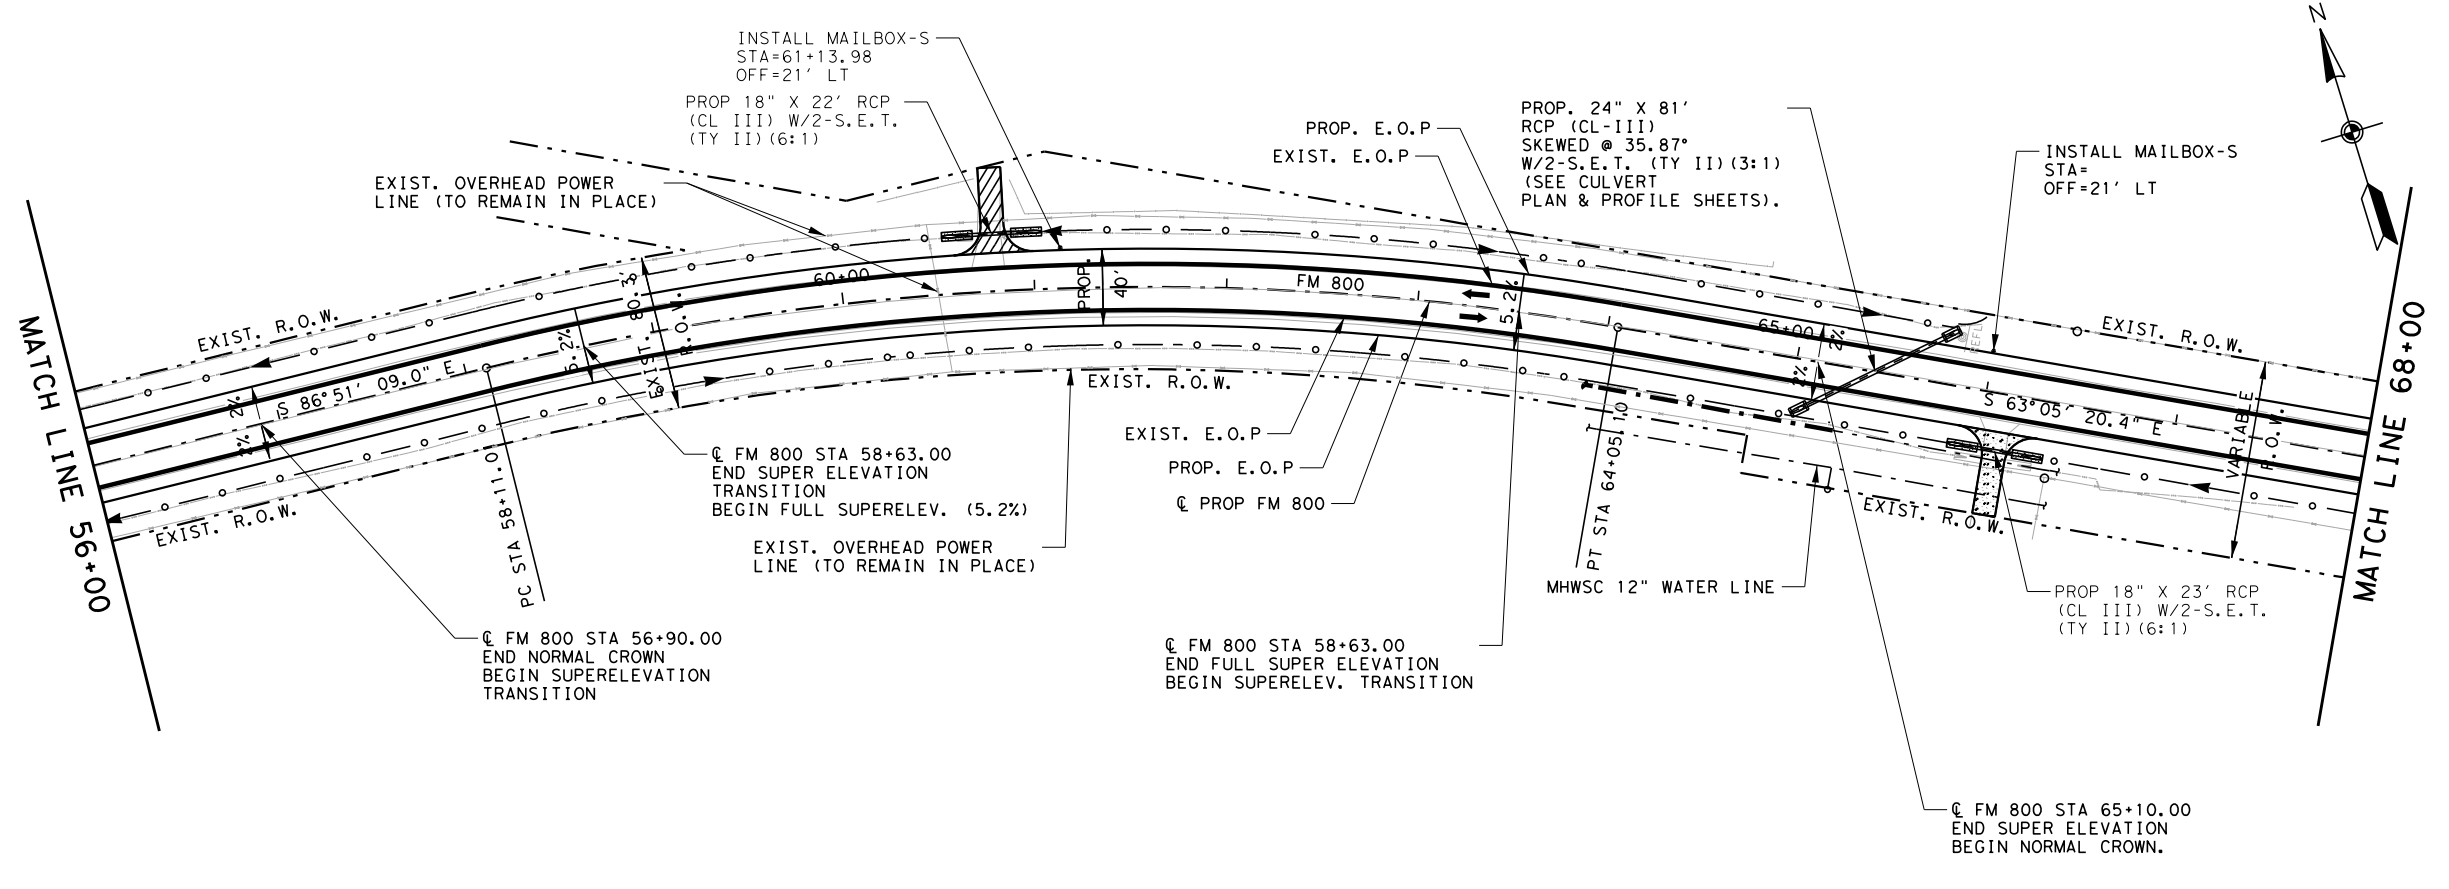 N
INSTALL MAILBOX-S
STA=61+13.98
OFF=21' LT
PROP 18" X 22' RCP
(CL III) W/2-S.E.T.
(TY II)(6:1)
PROP. E.O.P
EXIST. E.O.P
PROP. 24" X 81'
RCP (CL-III)
SKEWED @ 35.87°
W/2-S.E.T. (TY II)(3:1)
(SEE CULVERT
PLAN & PROFILE SHEETS).
INSTALL MAILBOX-S
STA=
OFF=21' LT
EXIST. OVERHEAD POWER
LINE (TO REMAIN IN PLACE)
MATCH LINE 56+00
EXIST. R.O.W.
S 86°51' 09.0" E
2%
2%
EXIST. R.O.W.
PC STA 58+11.01
5.2%
EXIST. 80.3'
R.O.W.
60+00
PROP.
40'
FM 800
5.2%
EXIST. R.O.W.
EXIST. E.O.P
PROP. E.O.P
℄ PROP FM 800
PT STA 64+05.10
65+00
2%
2%
EXIST. R.O.W.
S 63°05' 20.4" E
VARIABLE
R.O.W.
EXIST. R.O.W.
MATCH LINE 68+00
℄ FM 800 STA 58+63.00
END SUPER ELEVATION
TRANSITION
BEGIN FULL SUPERELEV. (5.2%)
EXIST. OVERHEAD POWER
LINE (TO REMAIN IN PLACE)
MHWSC 12" WATER LINE
PROP 18" X 23' RCP
(CL III) W/2-S.E.T.
(TY II)(6:1)
℄ FM 800 STA 56+90.00
END NORMAL CROWN
BEGIN SUPERELEVATION
TRANSITION
℄ FM 800 STA 58+63.00
END FULL SUPER ELEVATION
BEGIN SUPERELEV. TRANSITION
℄ FM 800 STA 65+10.00
END SUPER ELEVATION
BEGIN NORMAL CROWN.